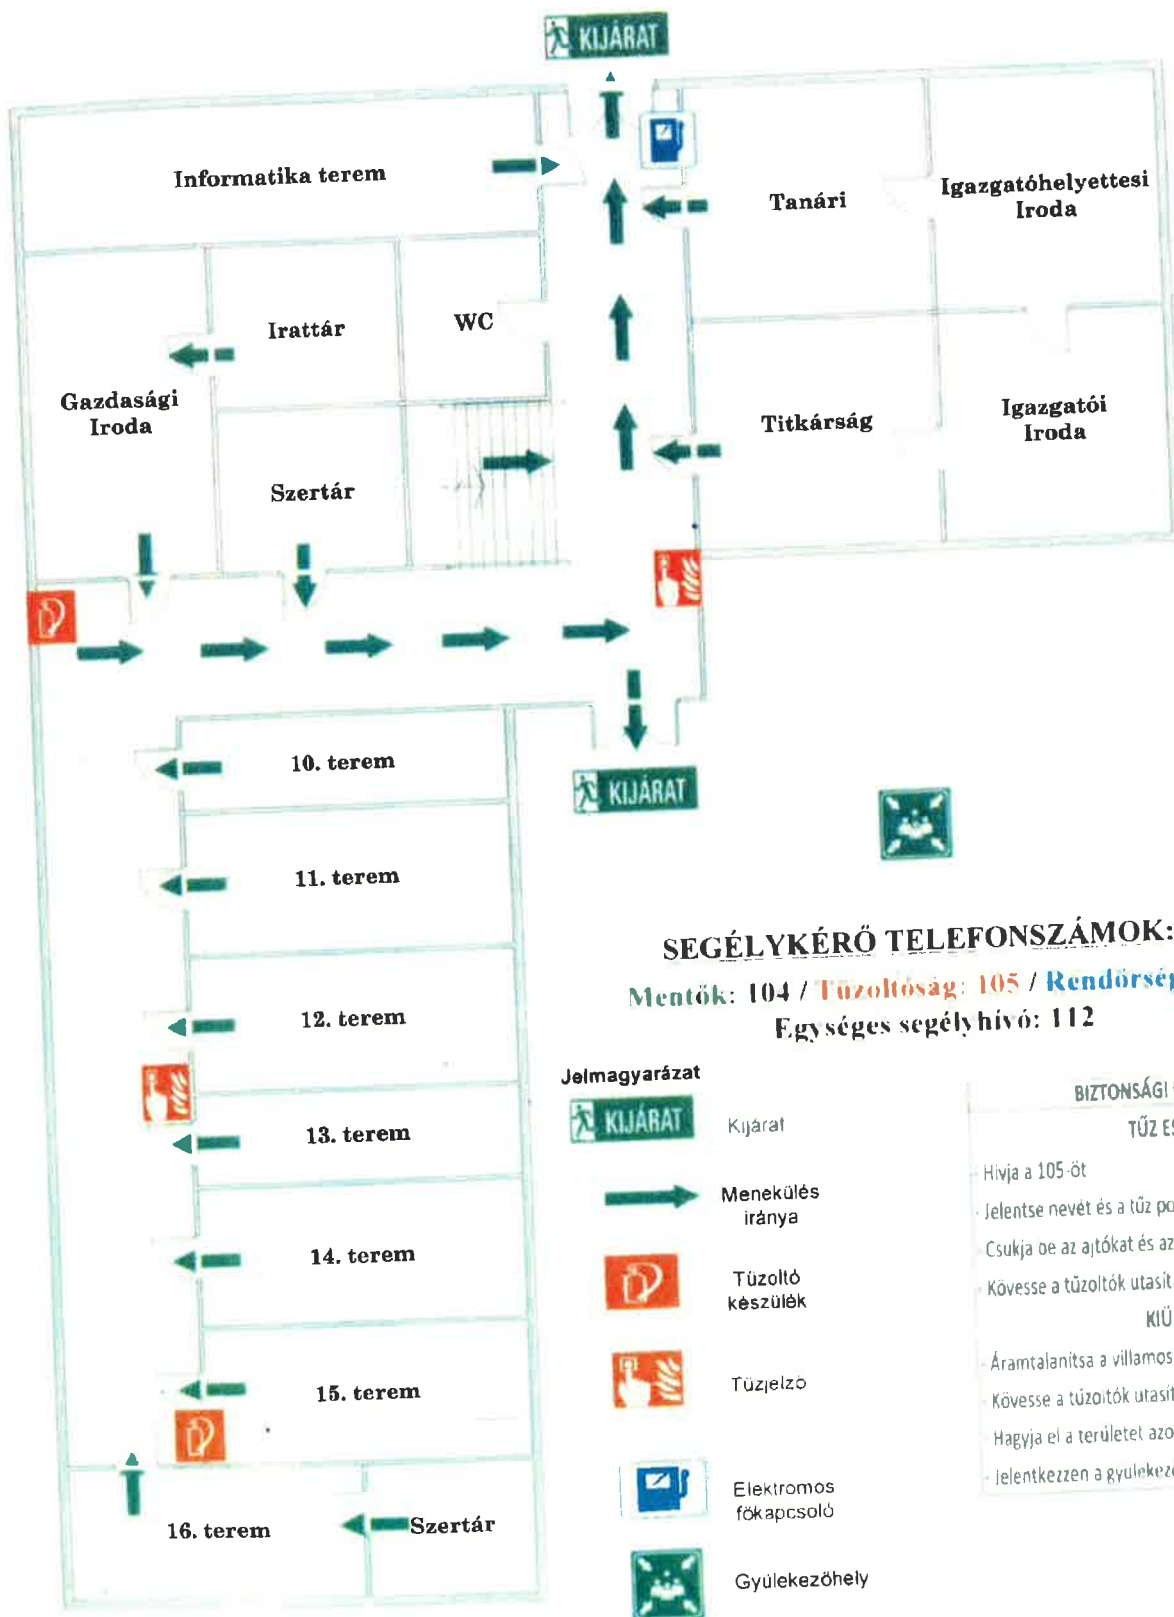 KIJÁRAT
Informatika terem
Tanári
Igazgatóhelyettesi
Iroda
Irattár
WC
Gazdasági
Iroda
Szertár
Titkárság
Igazgatói
Iroda
10. terem
KIJÁRAT
11. terem
12. terem
13. terem
14. terem
15. terem
16. terem
Szertár
SEGÉLYKÉRŐ TELEFONSZÁMOK:
Mentők: 104 / Tűzoltóság: 105 / Rendőrség
Egységes segélyhívó: 112
Jelmagyarázat
KIJÁRAT
Kijárat
Menekülés
iránya
Tűzoltó
készülék
Tűzjelző
Elektromos
főkapcsoló
Gyülekezőhely
BIZTONSÁGI
TŰZ
- Hívja a 105-öt
- Jelentse nevét és a tűz
- Csukja be az ajtókat és az
- Kövesse a tűzoltók
- Áramtalanítsa a villamos
- Kövesse a tűzoltók
- Hagyja el a területet
- Jelentkezzen a